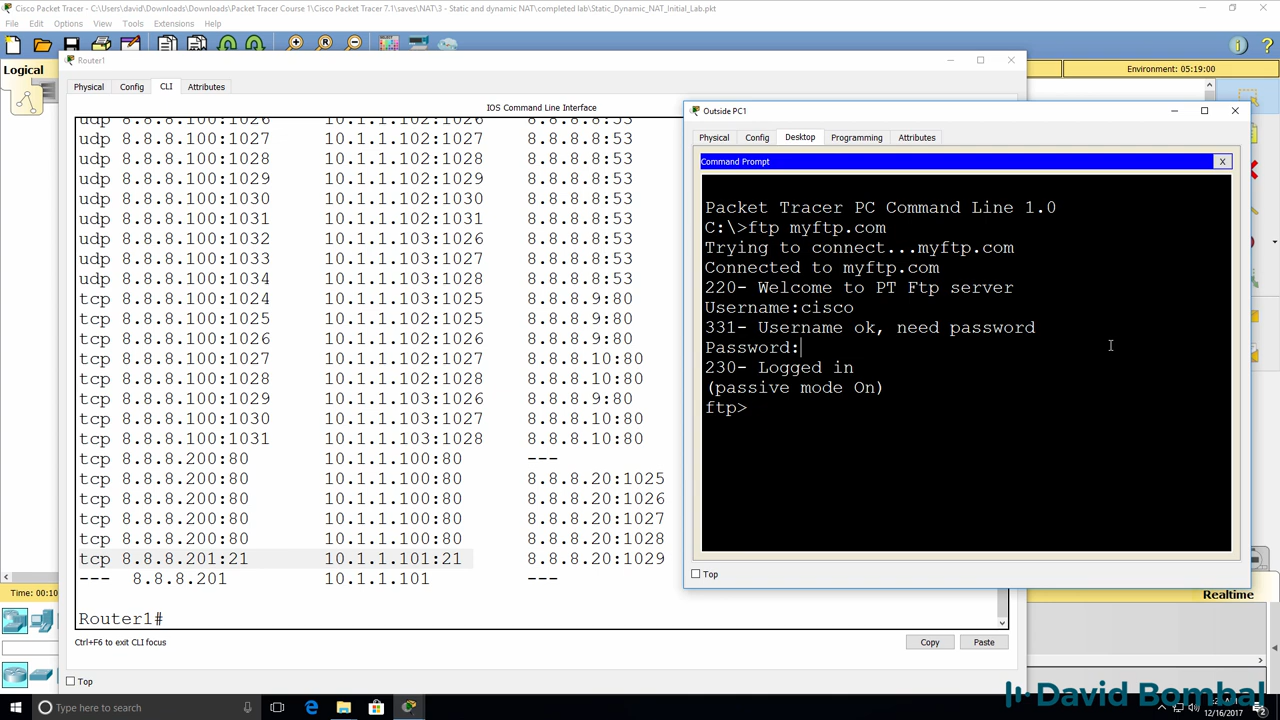 Cisco Packet Tracer - C:\Users\david\Downloads\Downloads\Packet Tracer Course 1\Cisco Packet Tracer 7.1\saves\NAT\3 - Static and dynamic NAT\completed lab\Static_Dynamic_NAT_Initial_Lab.pkt
File Edit Options View Tools Extensions Help
Logical
Environment: 05:19:00
Router1
Physical Config CLI Attributes
IOS Command Line Interface
udp 8.8.8.100:1026 10.1.1.102:1026 8.8.8.8:53
udp 8.8.8.100:1027 10.1.1.102:1027 8.8.8.8:53
udp 8.8.8.100:1028 10.1.1.102:1028 8.8.8.8:53
udp 8.8.8.100:1029 10.1.1.102:1029 8.8.8.8:53
udp 8.8.8.100:1030 10.1.1.102:1030 8.8.8.8:53
udp 8.8.8.100:1031 10.1.1.102:1031 8.8.8.8:53
udp 8.8.8.100:1032 10.1.1.103:1026 8.8.8.8:53
udp 8.8.8.100:1033 10.1.1.103:1027 8.8.8.8:53
udp 8.8.8.100:1034 10.1.1.103:1028 8.8.8.8:53
tcp 8.8.8.100:1024 10.1.1.103:1025 8.8.8.9:80
tcp 8.8.8.100:1025 10.1.1.102:1025 8.8.8.9:80
tcp 8.8.8.100:1026 10.1.1.102:1026 8.8.8.9:80
tcp 8.8.8.100:1027 10.1.1.102:1027 8.8.8.10:80
tcp 8.8.8.100:1028 10.1.1.102:1028 8.8.8.10:80
tcp 8.8.8.100:1029 10.1.1.103:1026 8.8.8.9:80
tcp 8.8.8.100:1030 10.1.1.103:1027 8.8.8.10:80
tcp 8.8.8.100:1031 10.1.1.103:1028 8.8.8.10:80
tcp 8.8.8.200:80 10.1.1.100:80 ---
tcp 8.8.8.200:80 10.1.1.100:80 8.8.8.20:1025
tcp 8.8.8.200:80 10.1.1.100:80 8.8.8.20:1026
tcp 8.8.8.200:80 10.1.1.100:80 8.8.8.20:1027
tcp 8.8.8.200:80 10.1.1.100:80 8.8.8.20:1028
tcp 8.8.8.201:21 10.1.1.101:21 8.8.8.20:1029
--- 8.8.8.201 10.1.1.101 ---
Router1#
Ctrl+F6 to exit CLI focus
Copy Paste
Top
Outside PC1
Physical Config Desktop Programming Attributes
Command Prompt X
Packet Tracer PC Command Line 1.0
C:\>ftp myftp.com
Trying to connect...myftp.com
Connected to myftp.com
220- Welcome to PT Ftp server
Username:cisco
331- Username ok, need password
Password:
230- Logged in
(passive mode On)
ftp>
Top
Time: 00:10
Realtime
David Bombal
Type here to search
12/16/2017